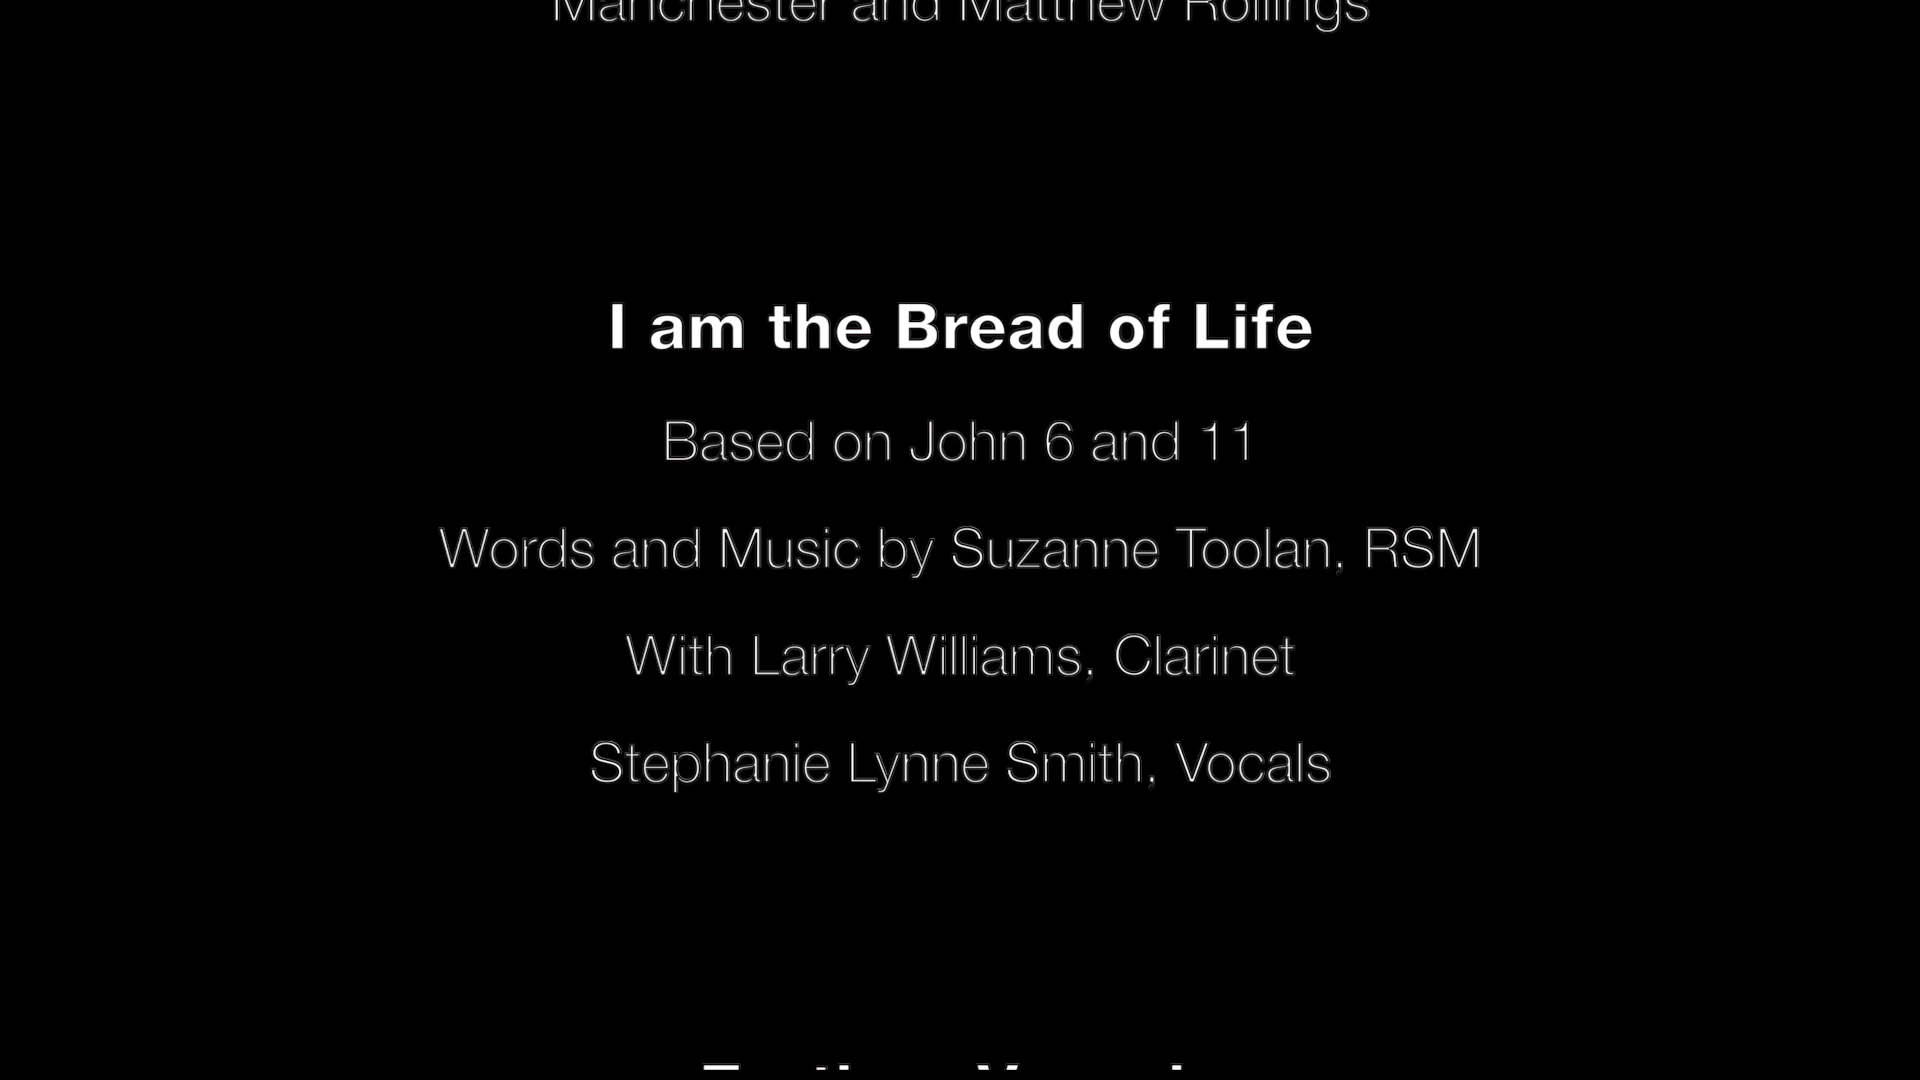 Manchester and Matthew Rollings
I am the Bread of Life
Based on John 6 and 11
Words and Music by Suzanne Toolan, RSM
With Larry Williams, Clarinet
Stephanie Lynne Smith, Vocals